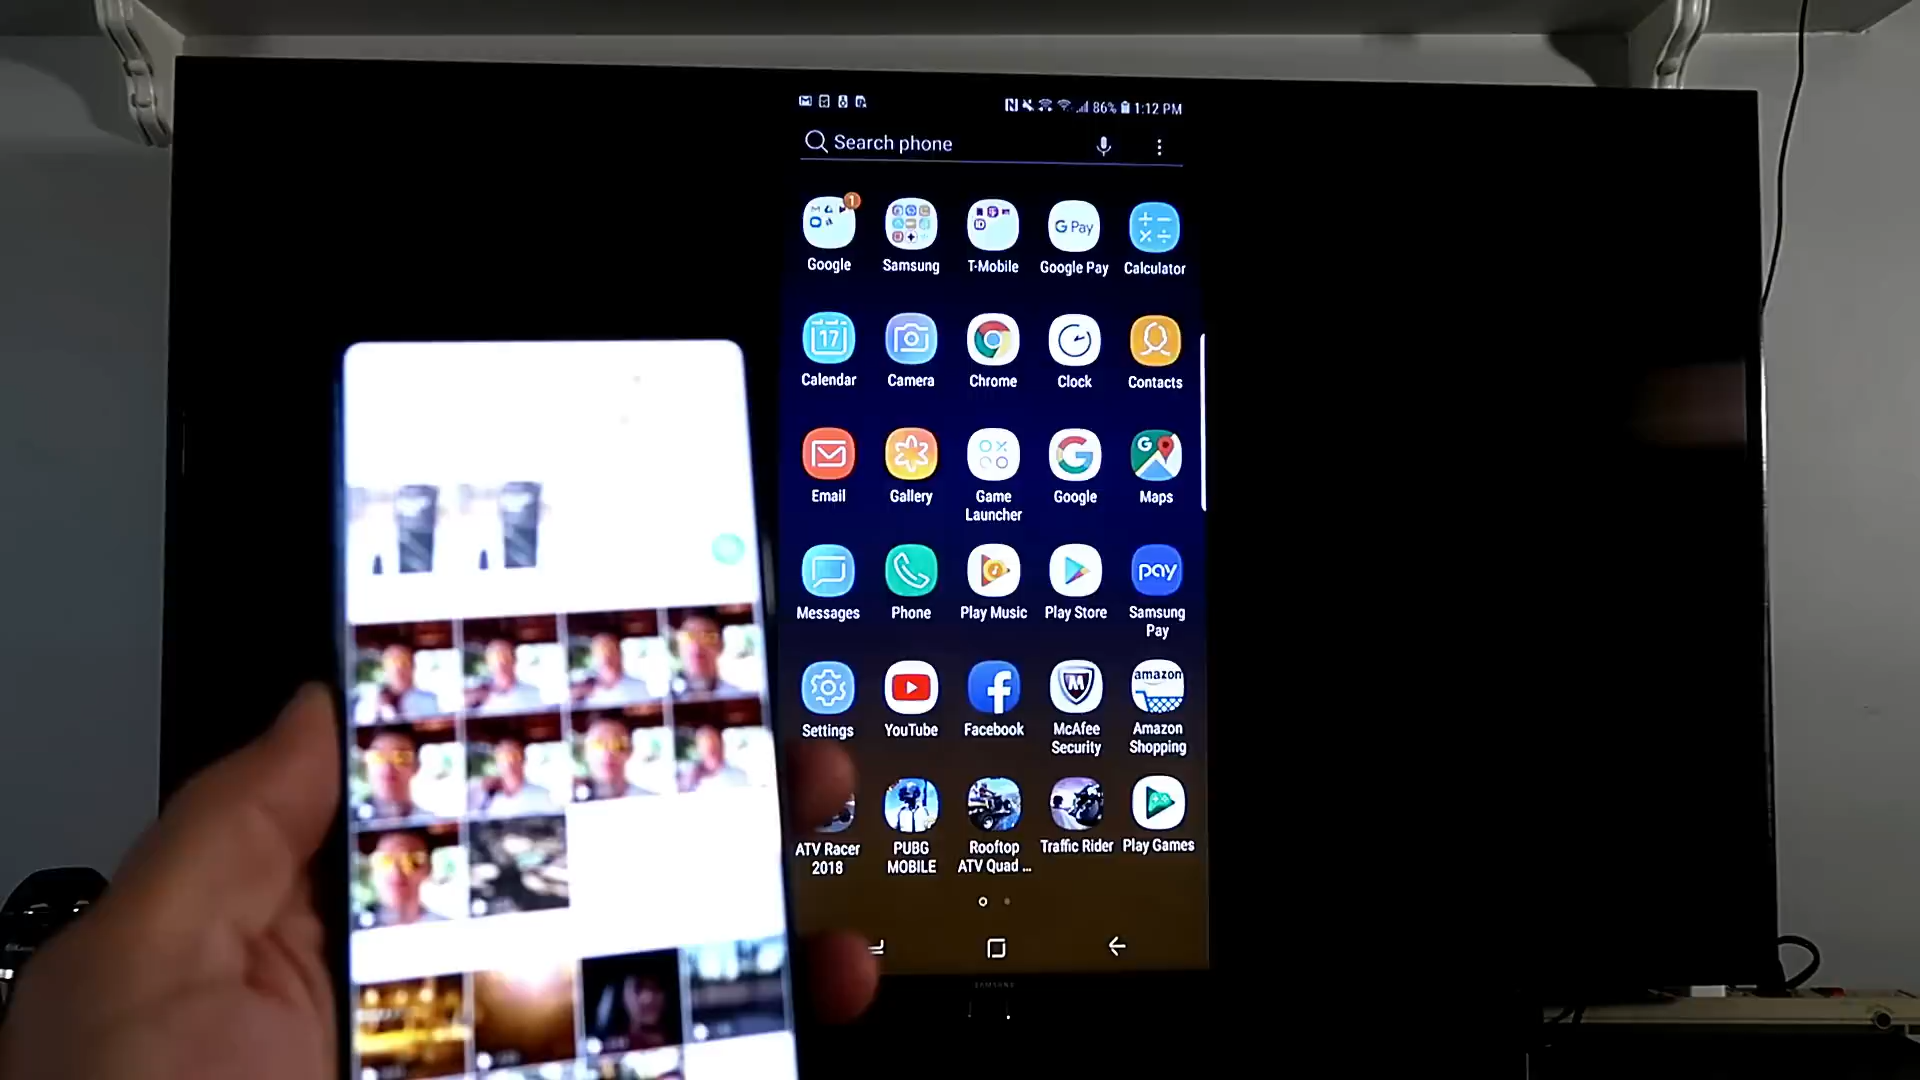 86% 1:12 PM
Search phone
1
Google Samsung T-Mobile Google Pay Calculator
G Pay
17
Calendar Camera Chrome Clock Contacts
G
Email Gallery Game Launcher Google Maps
pay
Messages Phone Play Music Play Store Samsung Pay
amazon
Settings YouTube Facebook McAfee Security Amazon Shopping
ATV Racer 2018 PUBG MOBILE Rooftop ATV Quad ... Traffic Rider Play Games
SAMSUNG